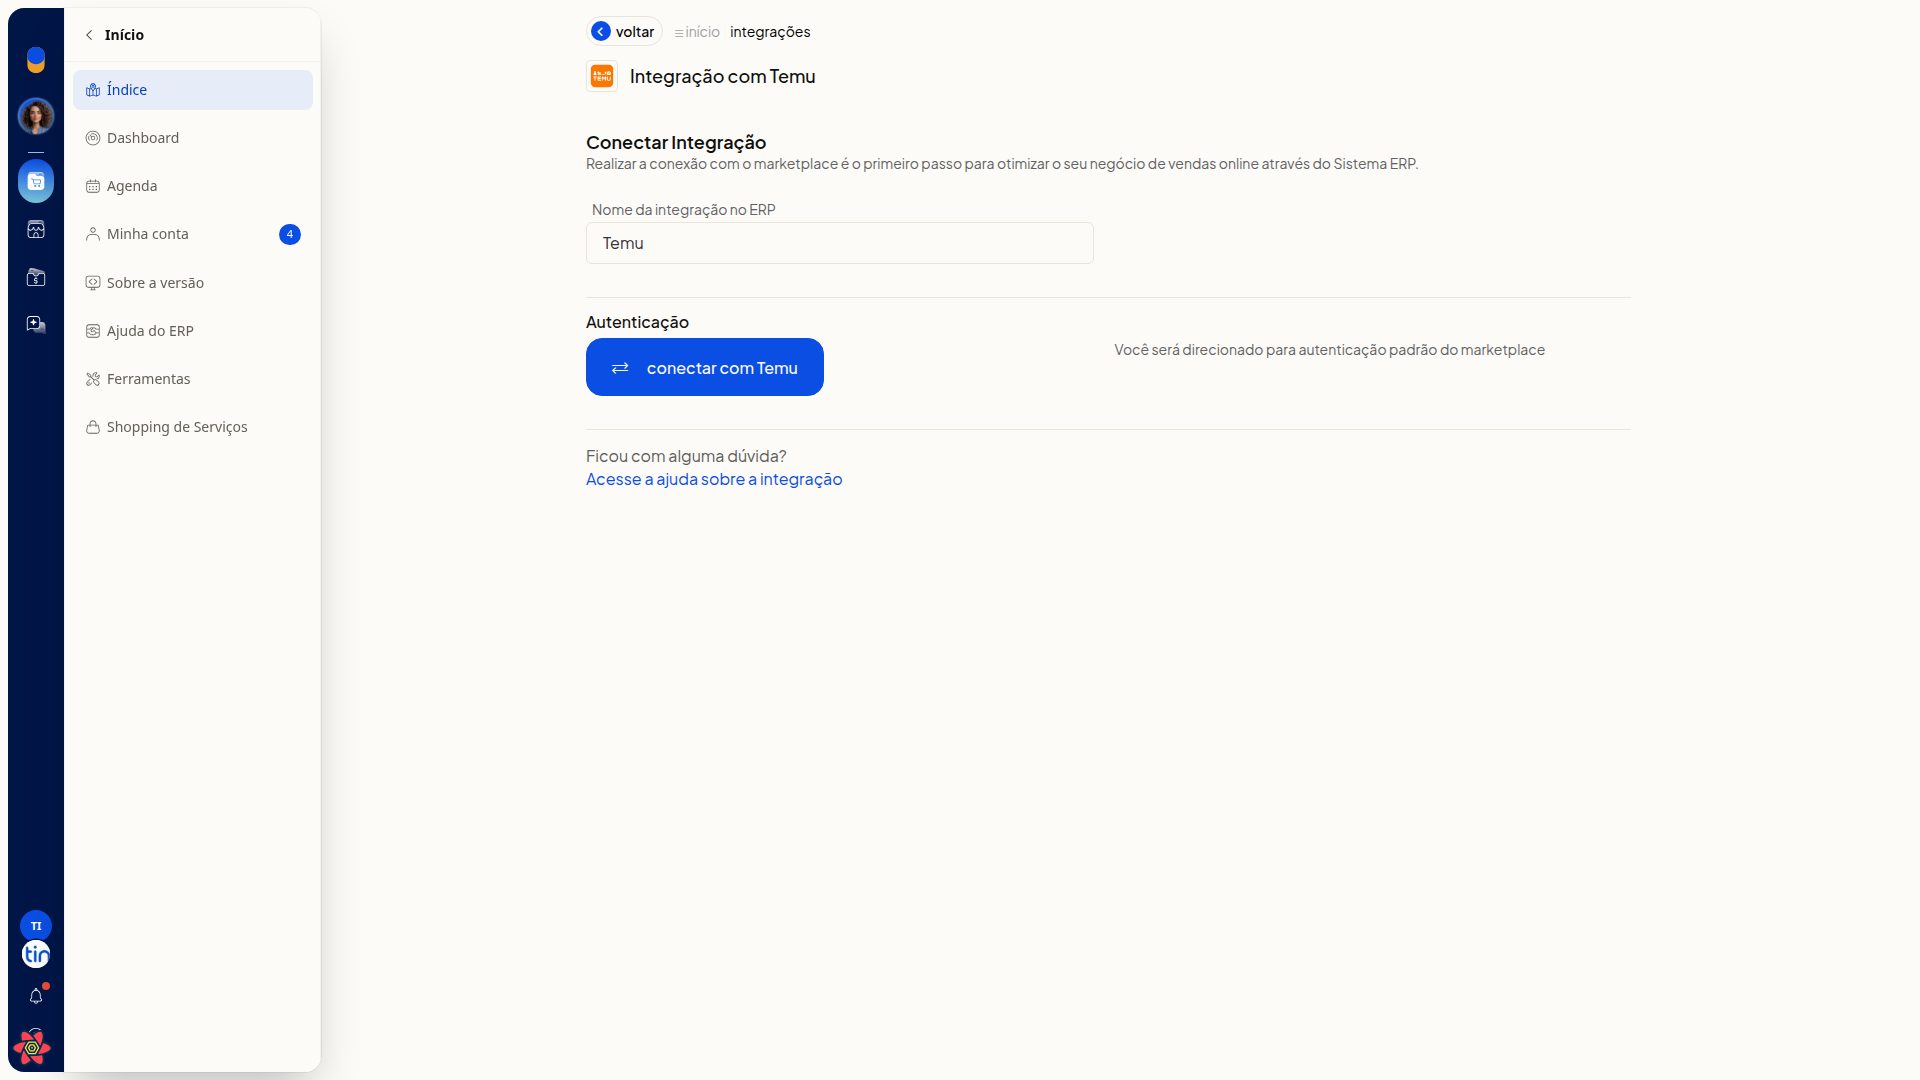 Início
Índice
Dashboard
Agenda
Minha conta
4
Sobre a versão
Ajuda do ERP
Ferramentas
Shopping de Serviços
TI
tin
voltar
início
integrações
TEMU
Integração com Temu
Conectar Integração
Realizar a conexão com o marketplace é o primeiro passo para otimizar o seu negócio de vendas online através do Sistema ERP.
Nome da integração no ERP
Temu
Autenticação
conectar com Temu
Você será direcionado para autenticação padrão do marketplace
Ficou com alguma dúvida?
Acesse a ajuda sobre a integração